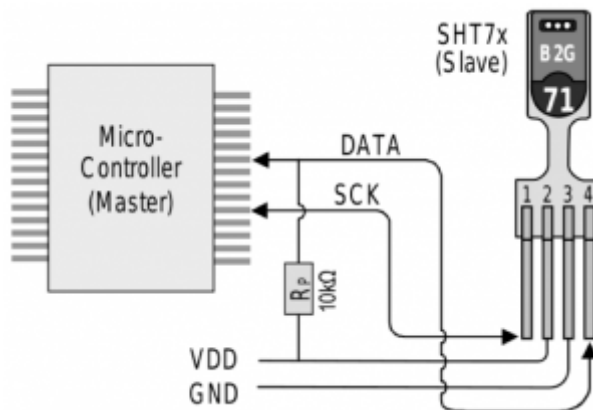 SHT7x
(Slave)
B2G
71
Micro-
Controller
(Master)
DATA
SCK
1 2 3 4
RP
10kΩ
VDD
GND